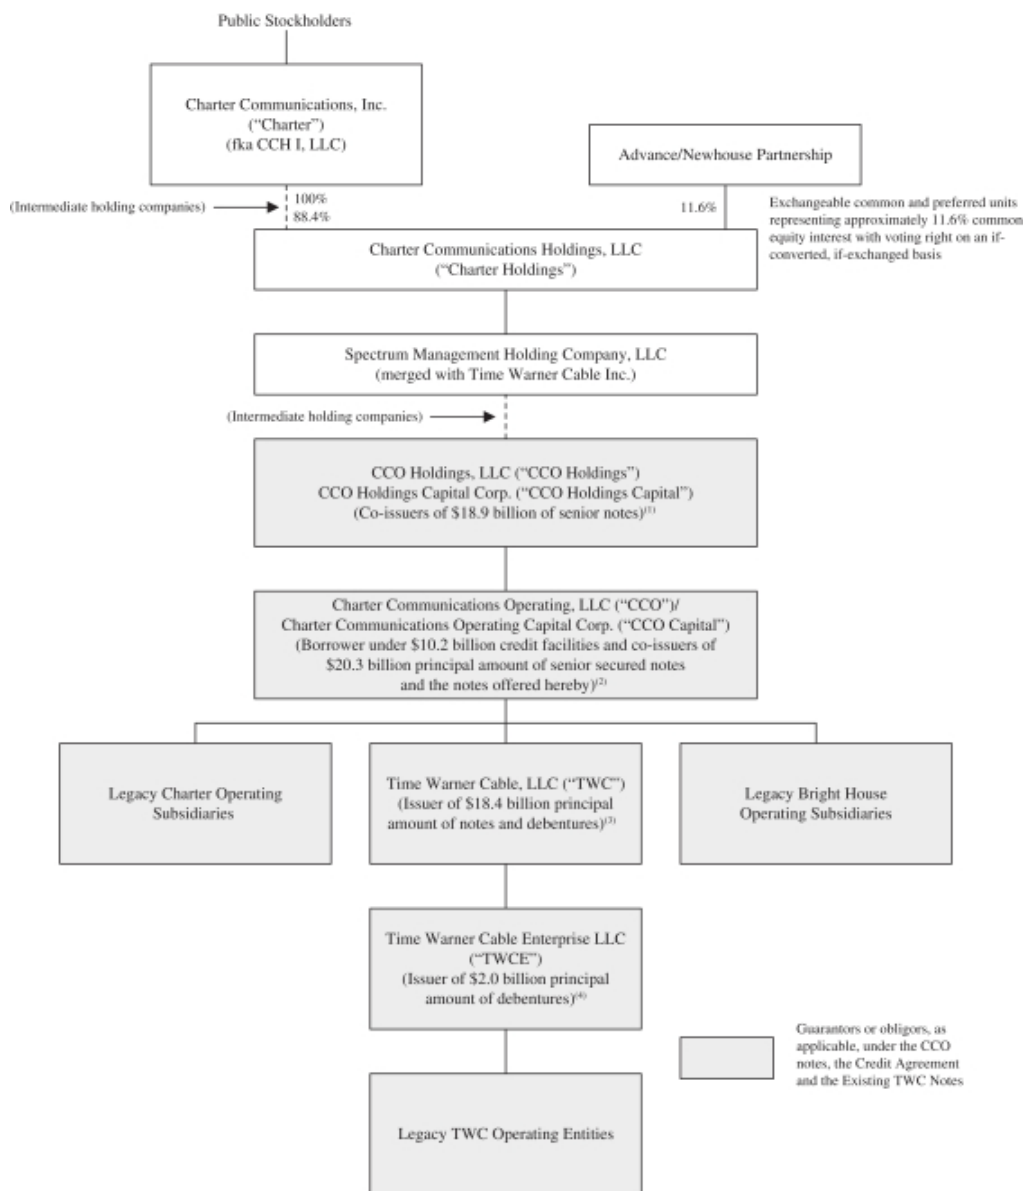 Public Stockholders
Charter Communications, Inc.
(“Charter”)
(fka CCH I, LLC)
Advance/Newhouse Partnership
(Intermediate holding companies)
100%
88.4%
11.6%
Exchangeable common and preferred units
representing approximately 11.6% common
equity interest with voting right on an if-
converted, if-exchanged basis
Charter Communications Holdings, LLC
(“Charter Holdings”)
Spectrum Management Holding Company, LLC
(merged with Time Warner Cable Inc.)
(Intermediate holding companies)
CCO Holdings, LLC (“CCO Holdings”)
CCO Holdings Capital Corp. (“CCO Holdings Capital”)
(Co-issuers of $18.9 billion of senior notes)(1)
Charter Communications Operating, LLC (“CCO”)/
Charter Communications Operating Capital Corp. (“CCO Capital”)
(Borrower under $10.2 billion credit facilities and co-issuers of
$20.3 billion principal amount of senior secured notes
and the notes offered hereby)(2)
Legacy Charter Operating
Subsidiaries
Time Warner Cable, LLC (“TWC”)
(Issuer of $18.4 billion principal
amount of notes and debentures)(3)
Legacy Bright House
Operating Subsidiaries
Time Warner Cable Enterprise LLC
(“TWCE”)
(Issuer of $2.0 billion principal
amount of debentures)(4)
Guarantors or obligors, as
applicable, under the CCO
notes, the Credit Agreement
and the Existing TWC Notes
Legacy TWC Operating Entities